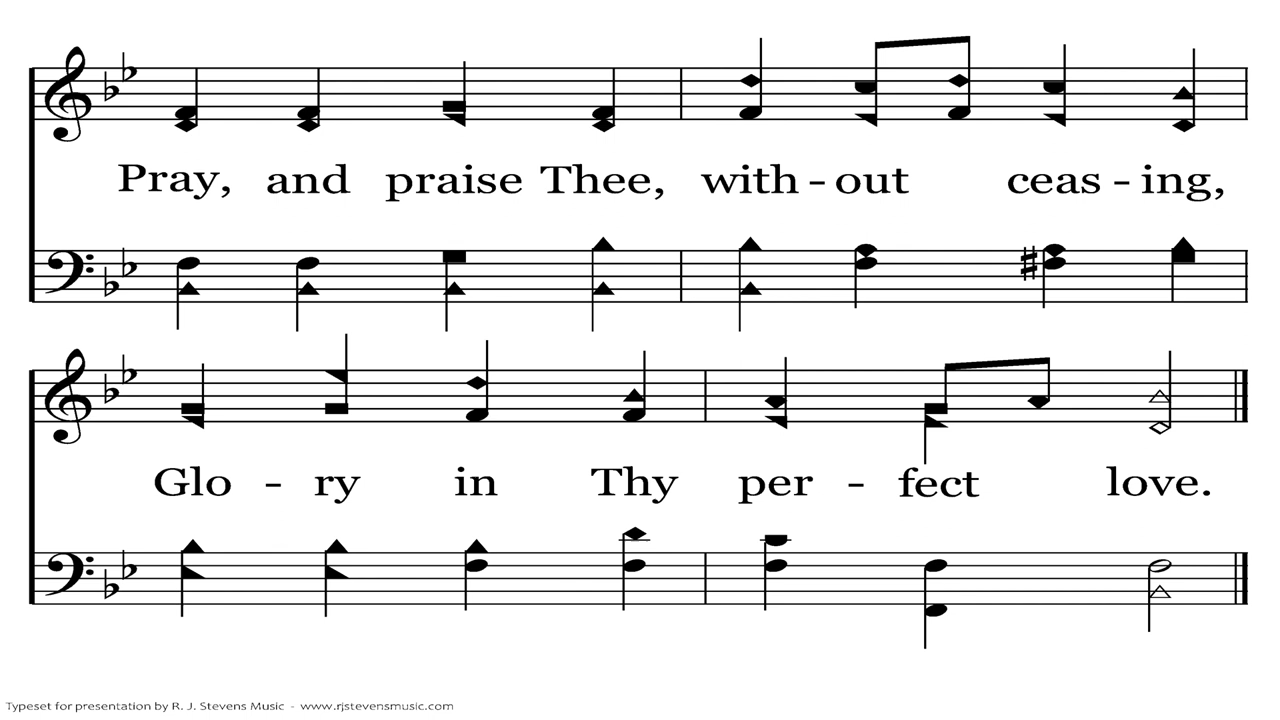 Pray, and praise Thee, with - out ceas - ing,
Glo - ry in Thy per - fect love.
Typeset for presentation by R. J. Stevens Music - www.rjstevensmusic.com